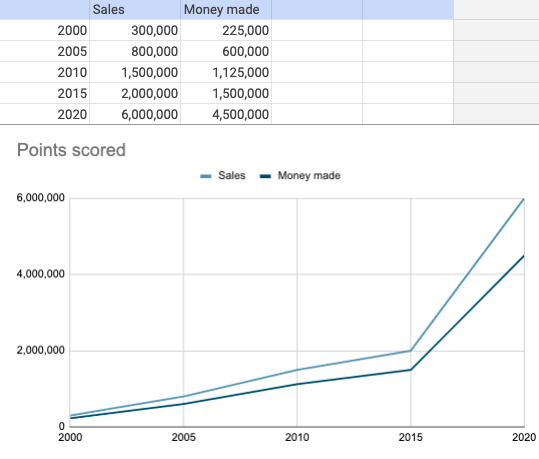 Sales Money made
2000 300,000 225,000
2005 800,000 600,000
2010 1,500,000 1,125,000
2015 2,000,000 1,500,000
2020 6,000,000 4,500,000
Points scored
Sales Money made
6,000,000
4,000,000
2,000,000
0
2000 2005 2010 2015 2020